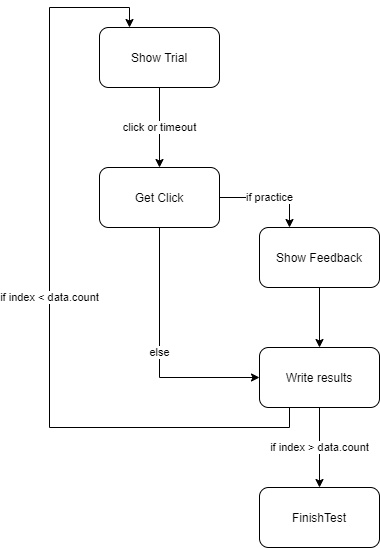 Show Trial
click or timeout
Get Click
if practice
Show Feedback
if index < data.count
else
Write results
if index > data.count
FinishTest